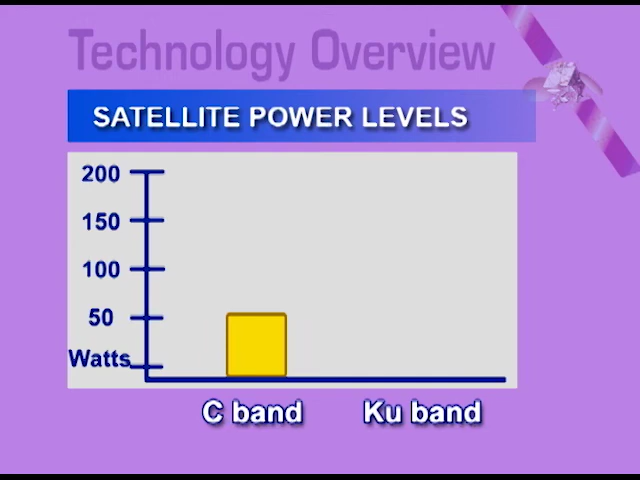 Technology Overview
SATELLITE POWER LEVELS
200
150
100
50
Watts
C band
Ku band